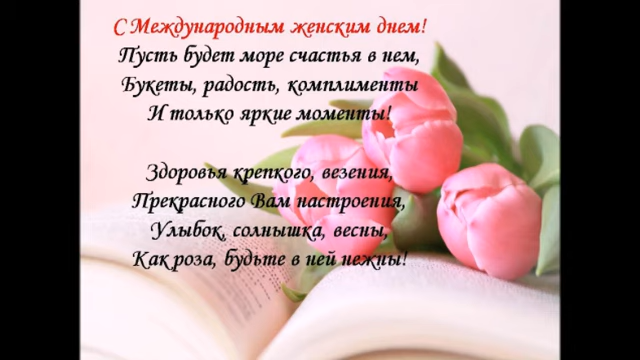 С Международным женским днем!
Пусть будет море счастья в нем,
Букеты, радость, комплименты
И только яркие моменты!
Здоровья крепкого, везения,
Прекрасного Вам настроения,
Улыбок, солнышка, весны,
Как роза, будьте в ней нежны!